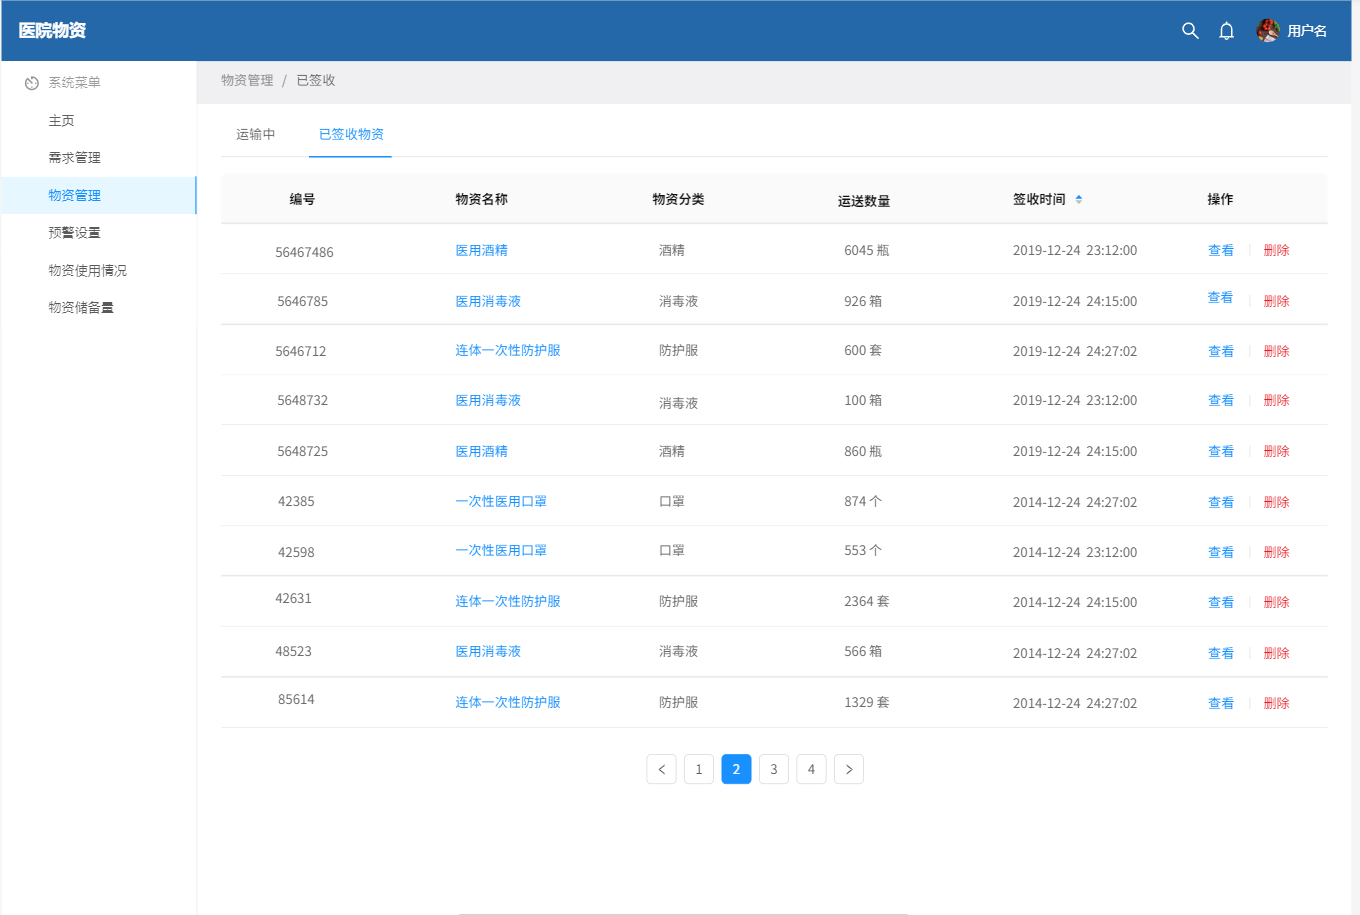 医院物资
用户名
系统菜单
主页
需求管理
物资管理
预警设置
物资使用情况
物资储备量
物资管理 / 已签收
运输中 已签收物资
编号 物资名称 物资分类 运送数量 签收时间 操作
56467486 医用酒精 酒精 6045 瓶 2019-12-24 23:12:00 查看 删除
5646785 医用消毒液 消毒液 926 箱 2019-12-24 24:15:00 查看 删除
5646712 连体一次性防护服 防护服 600 套 2019-12-24 24:27:02 查看 删除
5648732 医用消毒液 消毒液 100 箱 2019-12-24 23:12:00 查看 删除
5648725 医用酒精 酒精 860 瓶 2019-12-24 24:15:00 查看 删除
42385 一次性医用口罩 口罩 874 个 2014-12-24 24:27:02 查看 删除
42598 一次性医用口罩 口罩 553 个 2014-12-24 23:12:00 查看 删除
42631 连体一次性防护服 防护服 2364 套 2014-12-24 24:15:00 查看 删除
48523 医用消毒液 消毒液 566 箱 2014-12-24 24:27:02 查看 删除
85614 连体一次性防护服 防护服 1329 套 2014-12-24 24:27:02 查看 删除
< 1 2 3 4 >